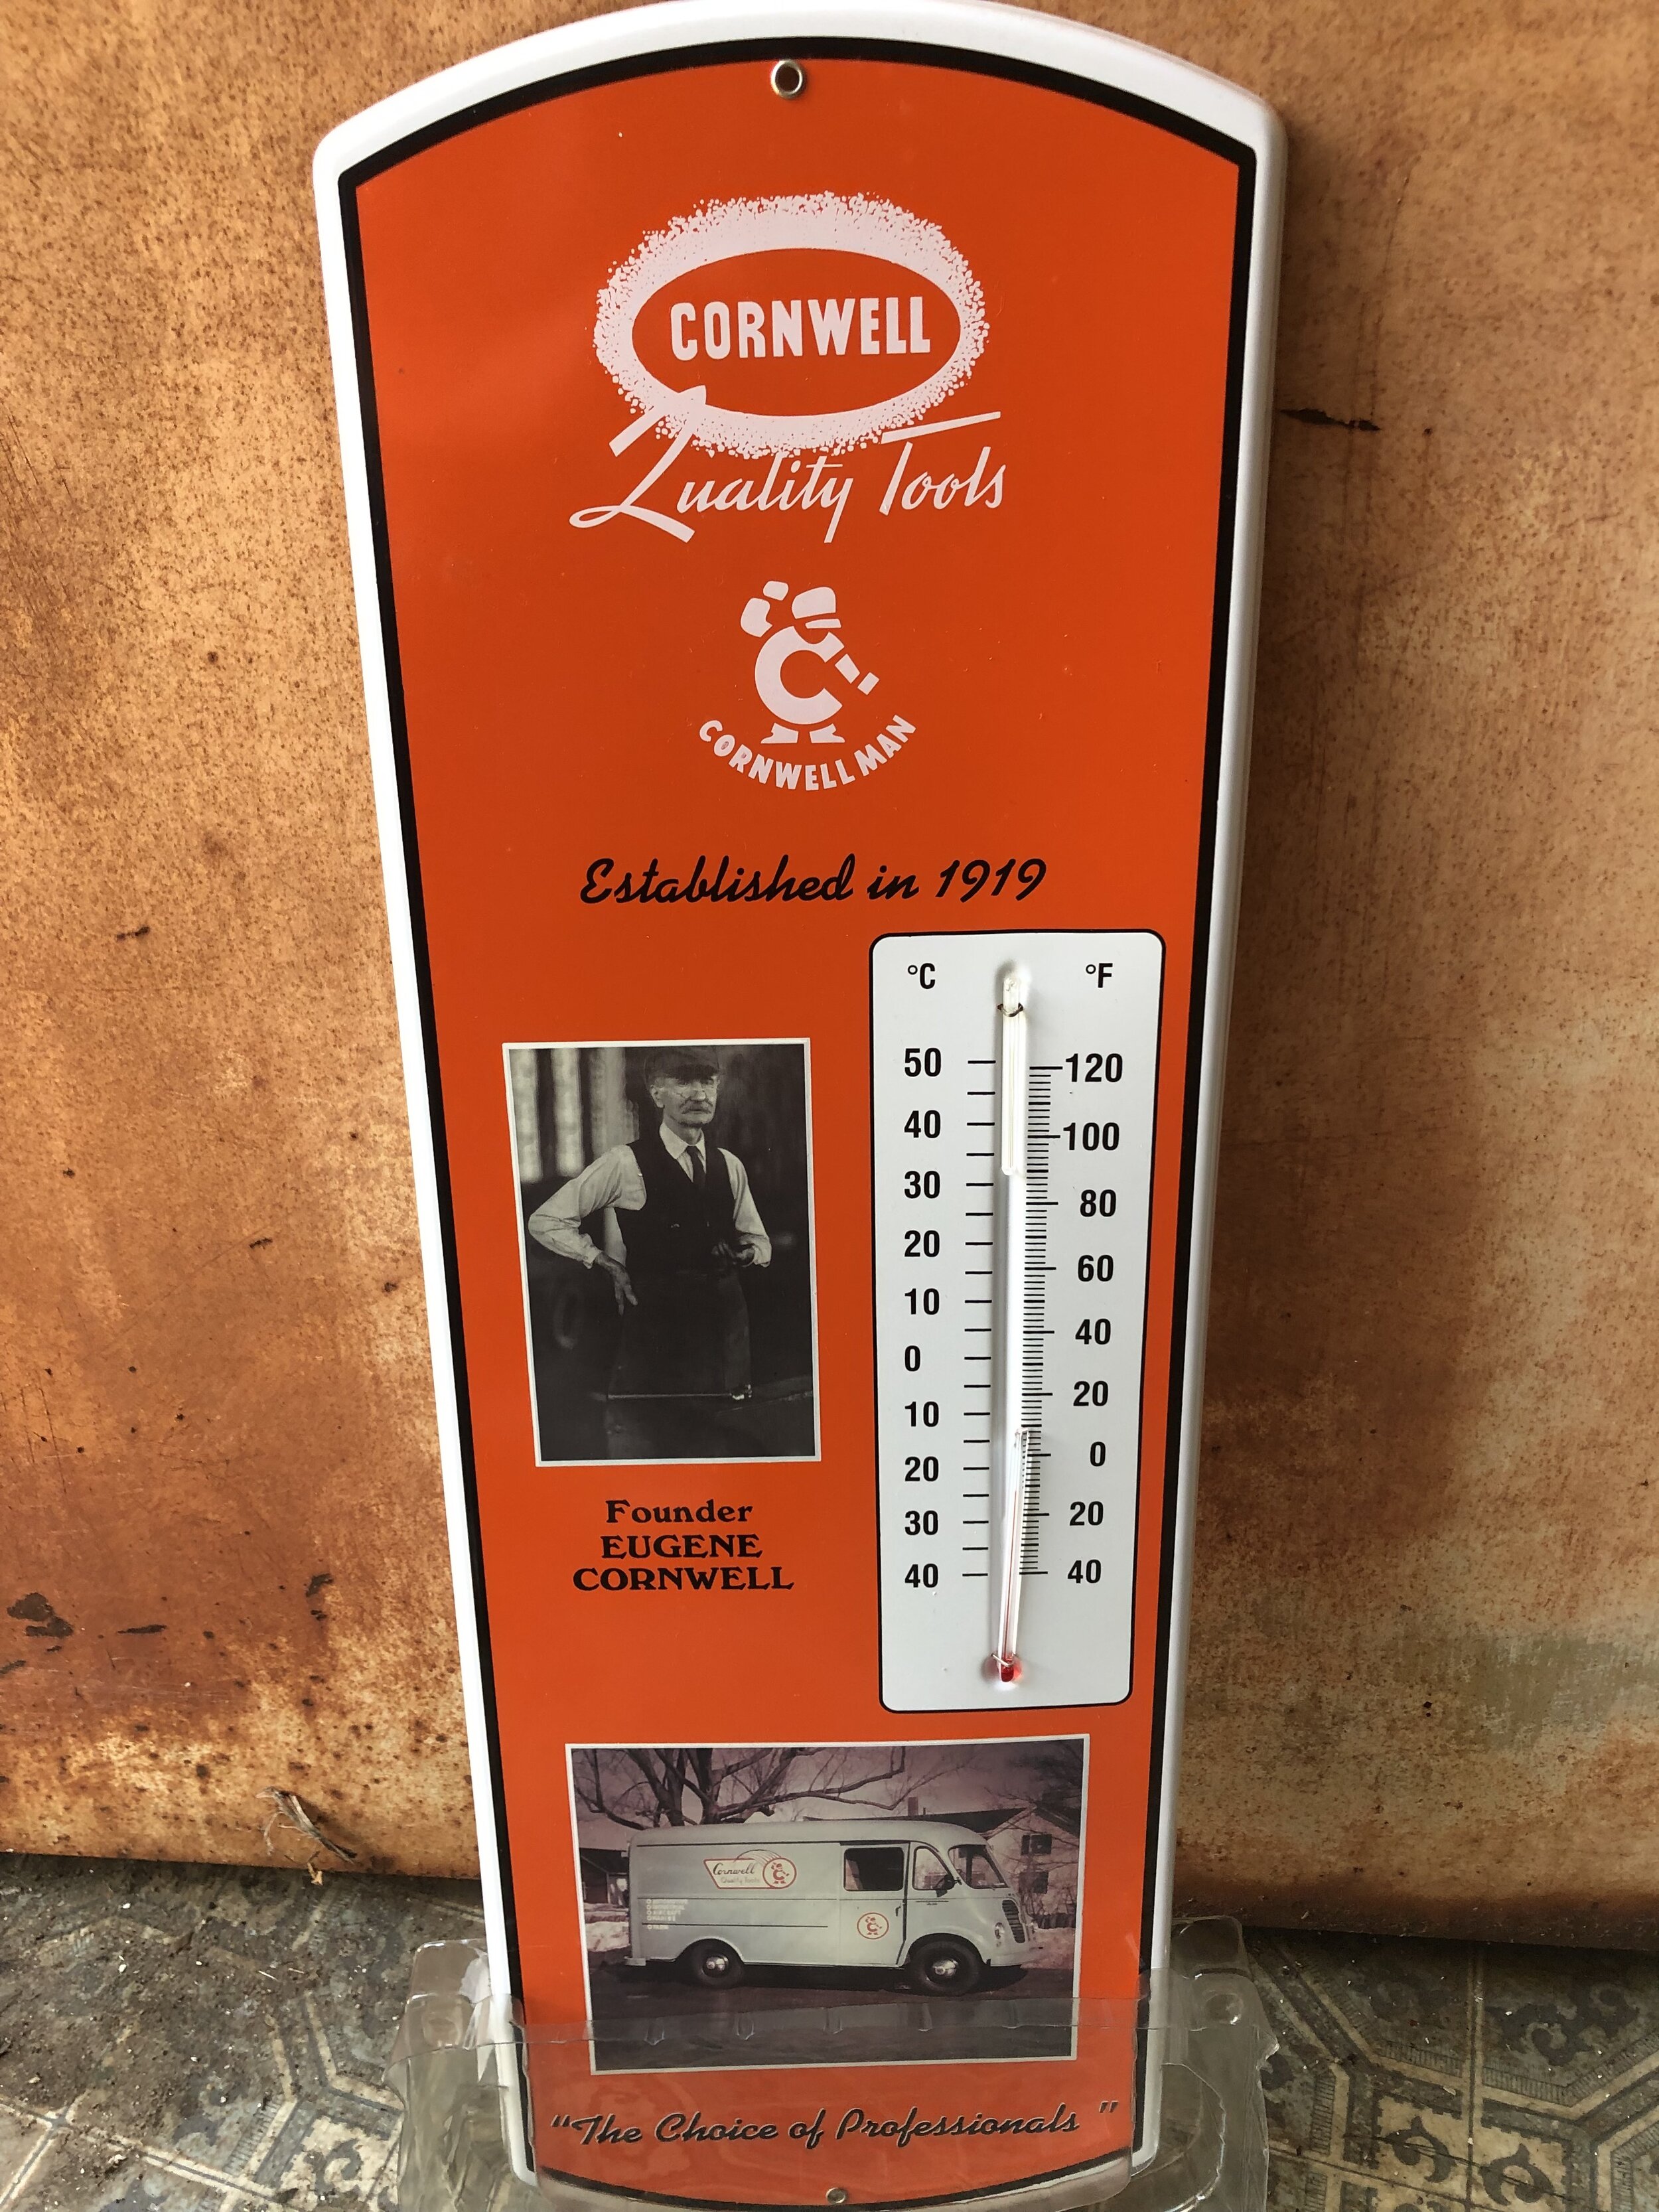 CORNWELL
Quality Tools
C
CORNWELL MAN
Established in 1919
°C °F
50 120
40 100
30 80
20 60
10 40
0 20
10 0
20 20
30 40
40
Founder
EUGENE
CORNWELL
Cornwell
Quality Tools
C
C
"The Choice of Professionals"